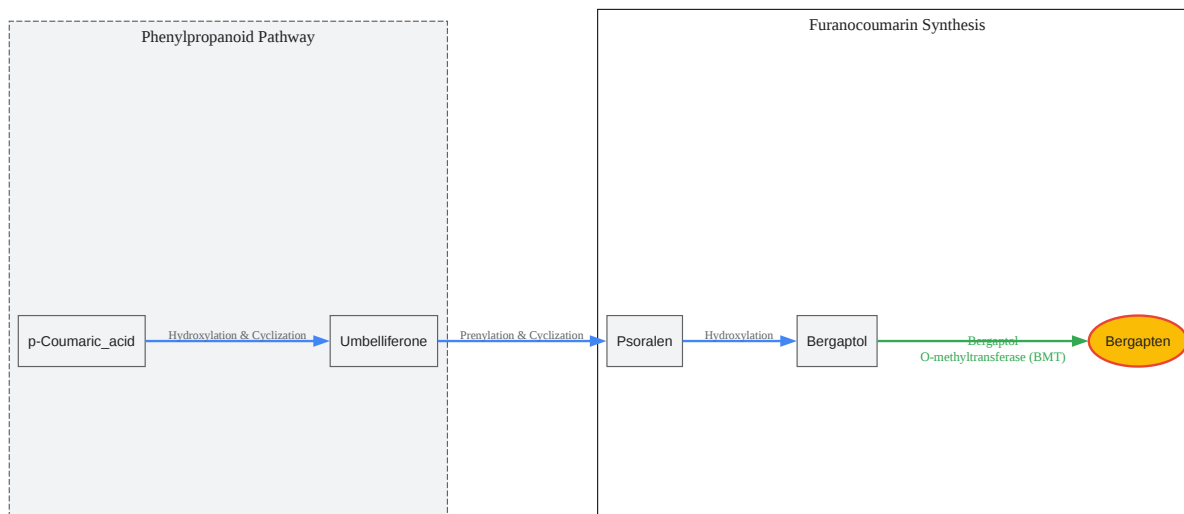 Phenylpropanoid Pathway
Furanocoumarin Synthesis
p-Coumaric_acid
Hydroxylation & Cyclization
Umbelliferone
Prenylation & Cyclization
Psoralen
Hydroxylation
Bergaptol
Bergaptol
O-methyltransferase (BMT)
Bergapten